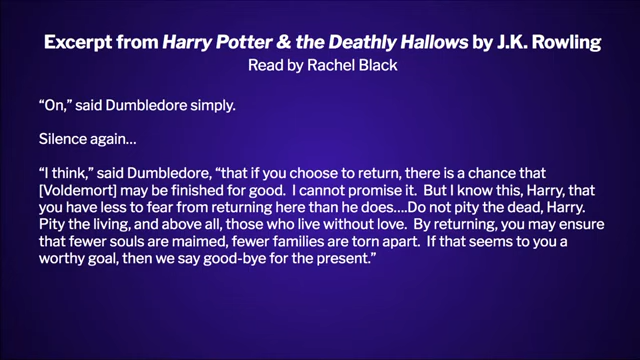 Excerpt from Harry Potter & the Deathly Hallows by J.K. Rowling
Read by Rachel Black
“On,” said Dumbledore simply.
Silence again…
“I think,” said Dumbledore, “that if you choose to return, there is a chance that
[Voldemort] may be finished for good.  I cannot promise it.  But I know this, Harry, that
you have less to fear from returning here than he does….Do not pity the dead, Harry.
Pity the living, and above all, those who live without love.  By returning, you may ensure
that fewer souls are maimed, fewer families are torn apart.  If that seems to you a
worthy goal, then we say good-bye for the present.”